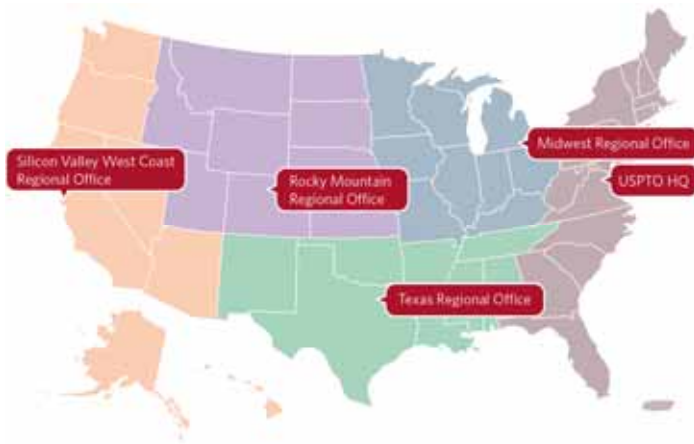 Silicon Valley West Coast
Regional Office
Rocky Mountain
Regional Office
Midwest Regional Office
USPTO HQ
Texas Regional Office